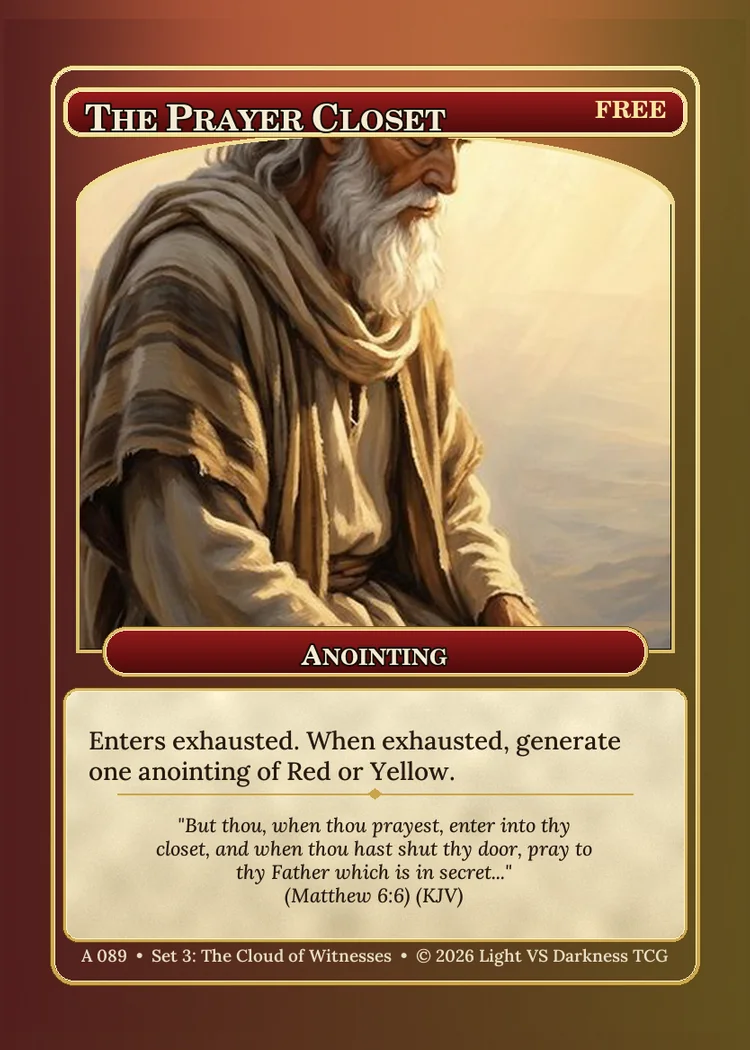 The Prayer Closet
FREE
Anointing
Enters exhausted. When exhausted, generate
one anointing of Red or Yellow.
"But thou, when thou prayest, enter into thy
closet, and when thou hast shut thy door, pray to
thy Father which is in secret..."
(Matthew 6:6) (KJV)
A 089 • Set 3: The Cloud of Witnesses • © 2026 Light VS Darkness TCG